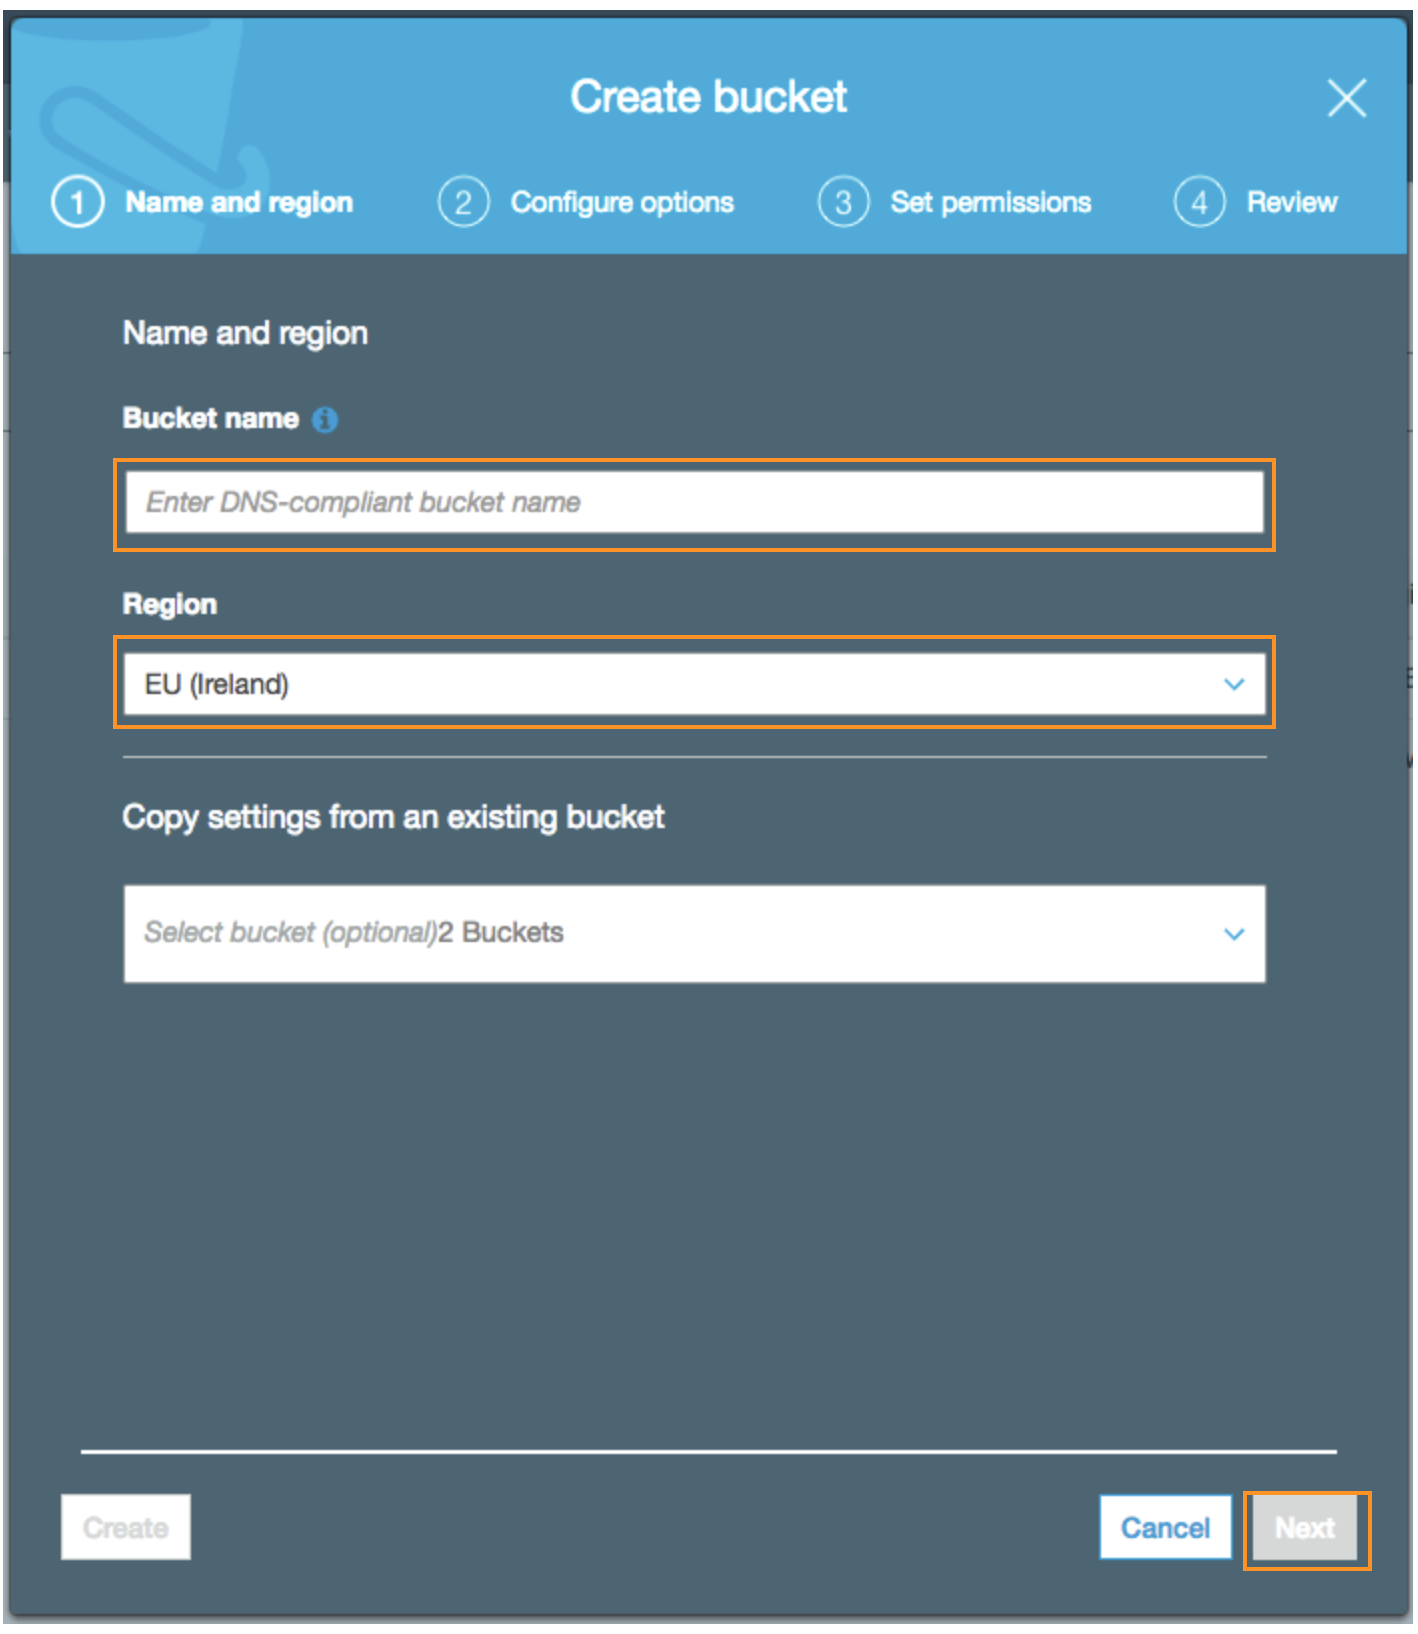 Create bucket
1 Name and region 2 Configure options 3 Set permissions 4 Review
Name and region
Bucket name
Enter DNS-compliant bucket name
Region
EU (Ireland)
Copy settings from an existing bucket
Select bucket (optional)2 Buckets
Create Cancel Next